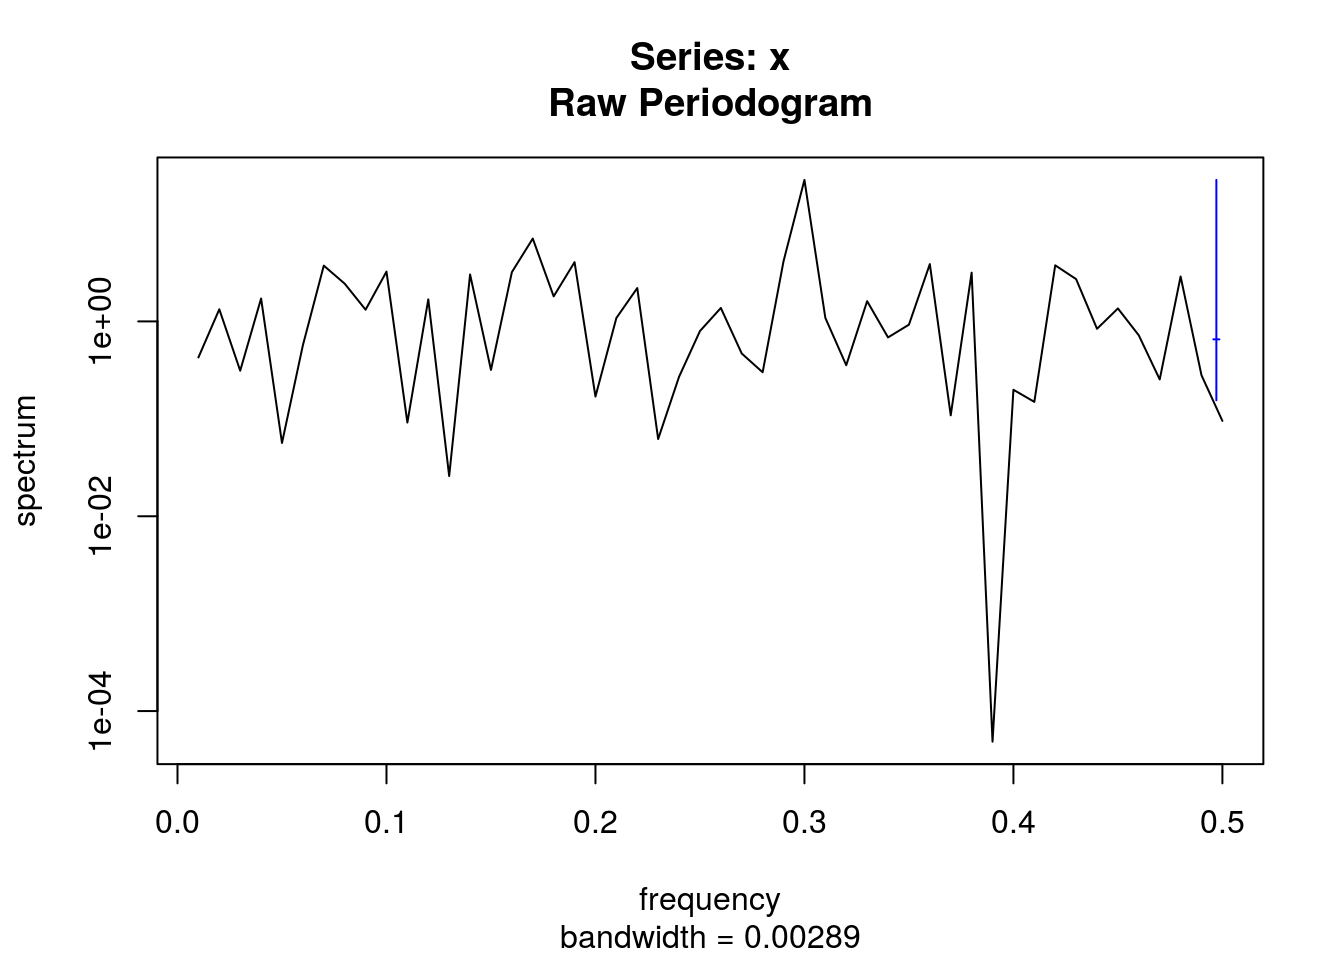 Series: x
Raw Periodogram
spectrum
1e+00
1e-02
1e-04
0.0 0.1 0.2 0.3 0.4 0.5
frequency
bandwidth = 0.00289